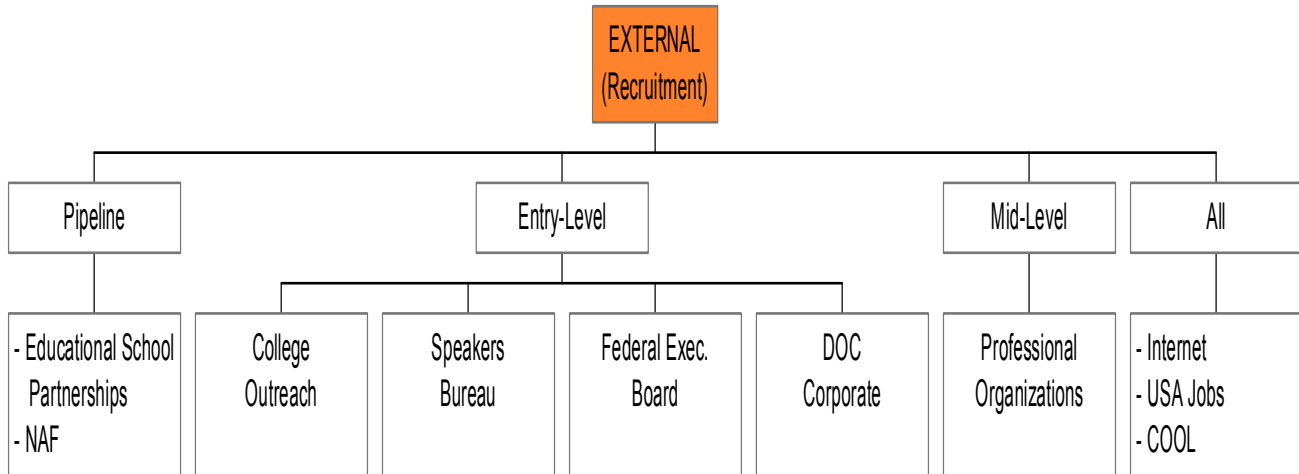 EXTERNAL
(Recruitment)
Pipeline
Entry-Level
Mid-Level
All
- Educational School
Partnerships
- NAF
College
Outreach
Speakers
Bureau
Federal Exec.
Board
DOC
Corporate
Professional
Organizations
- Internet
- USA Jobs
- COOL